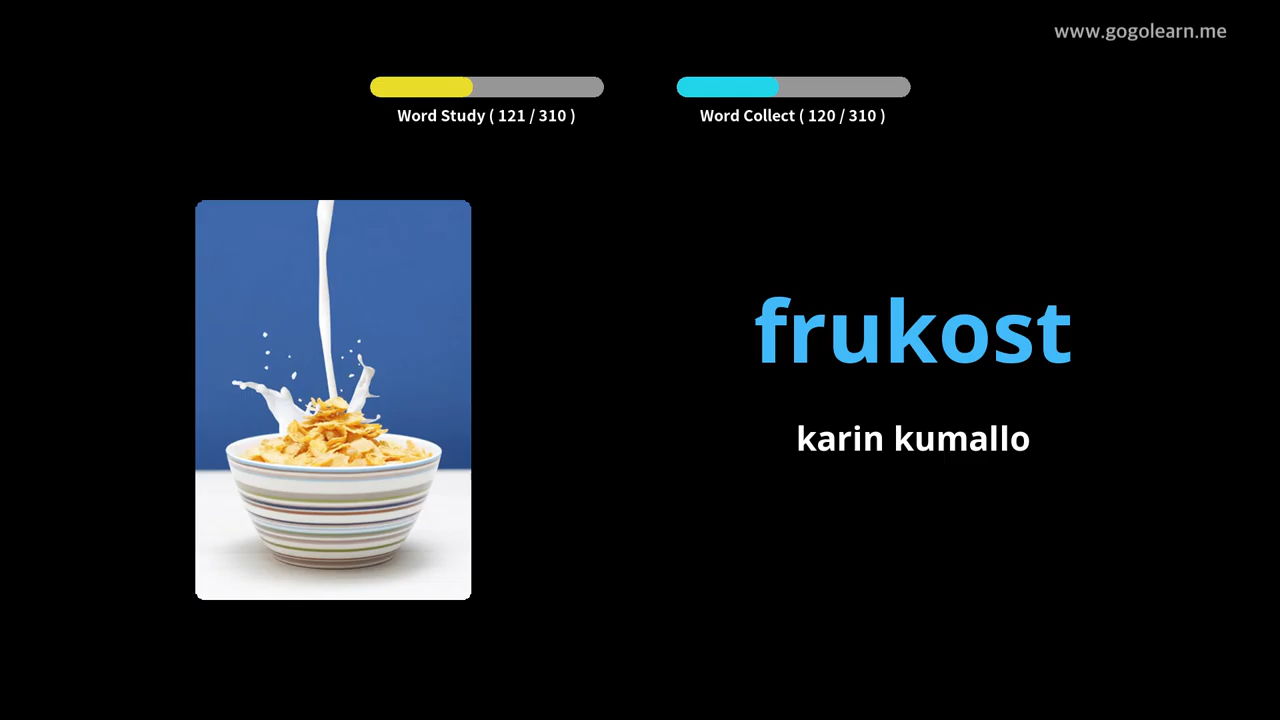 www.gogolearn.me
Word Study ( 121 / 310 )
Word Collect ( 120 / 310 )
frukost
karin kumallo